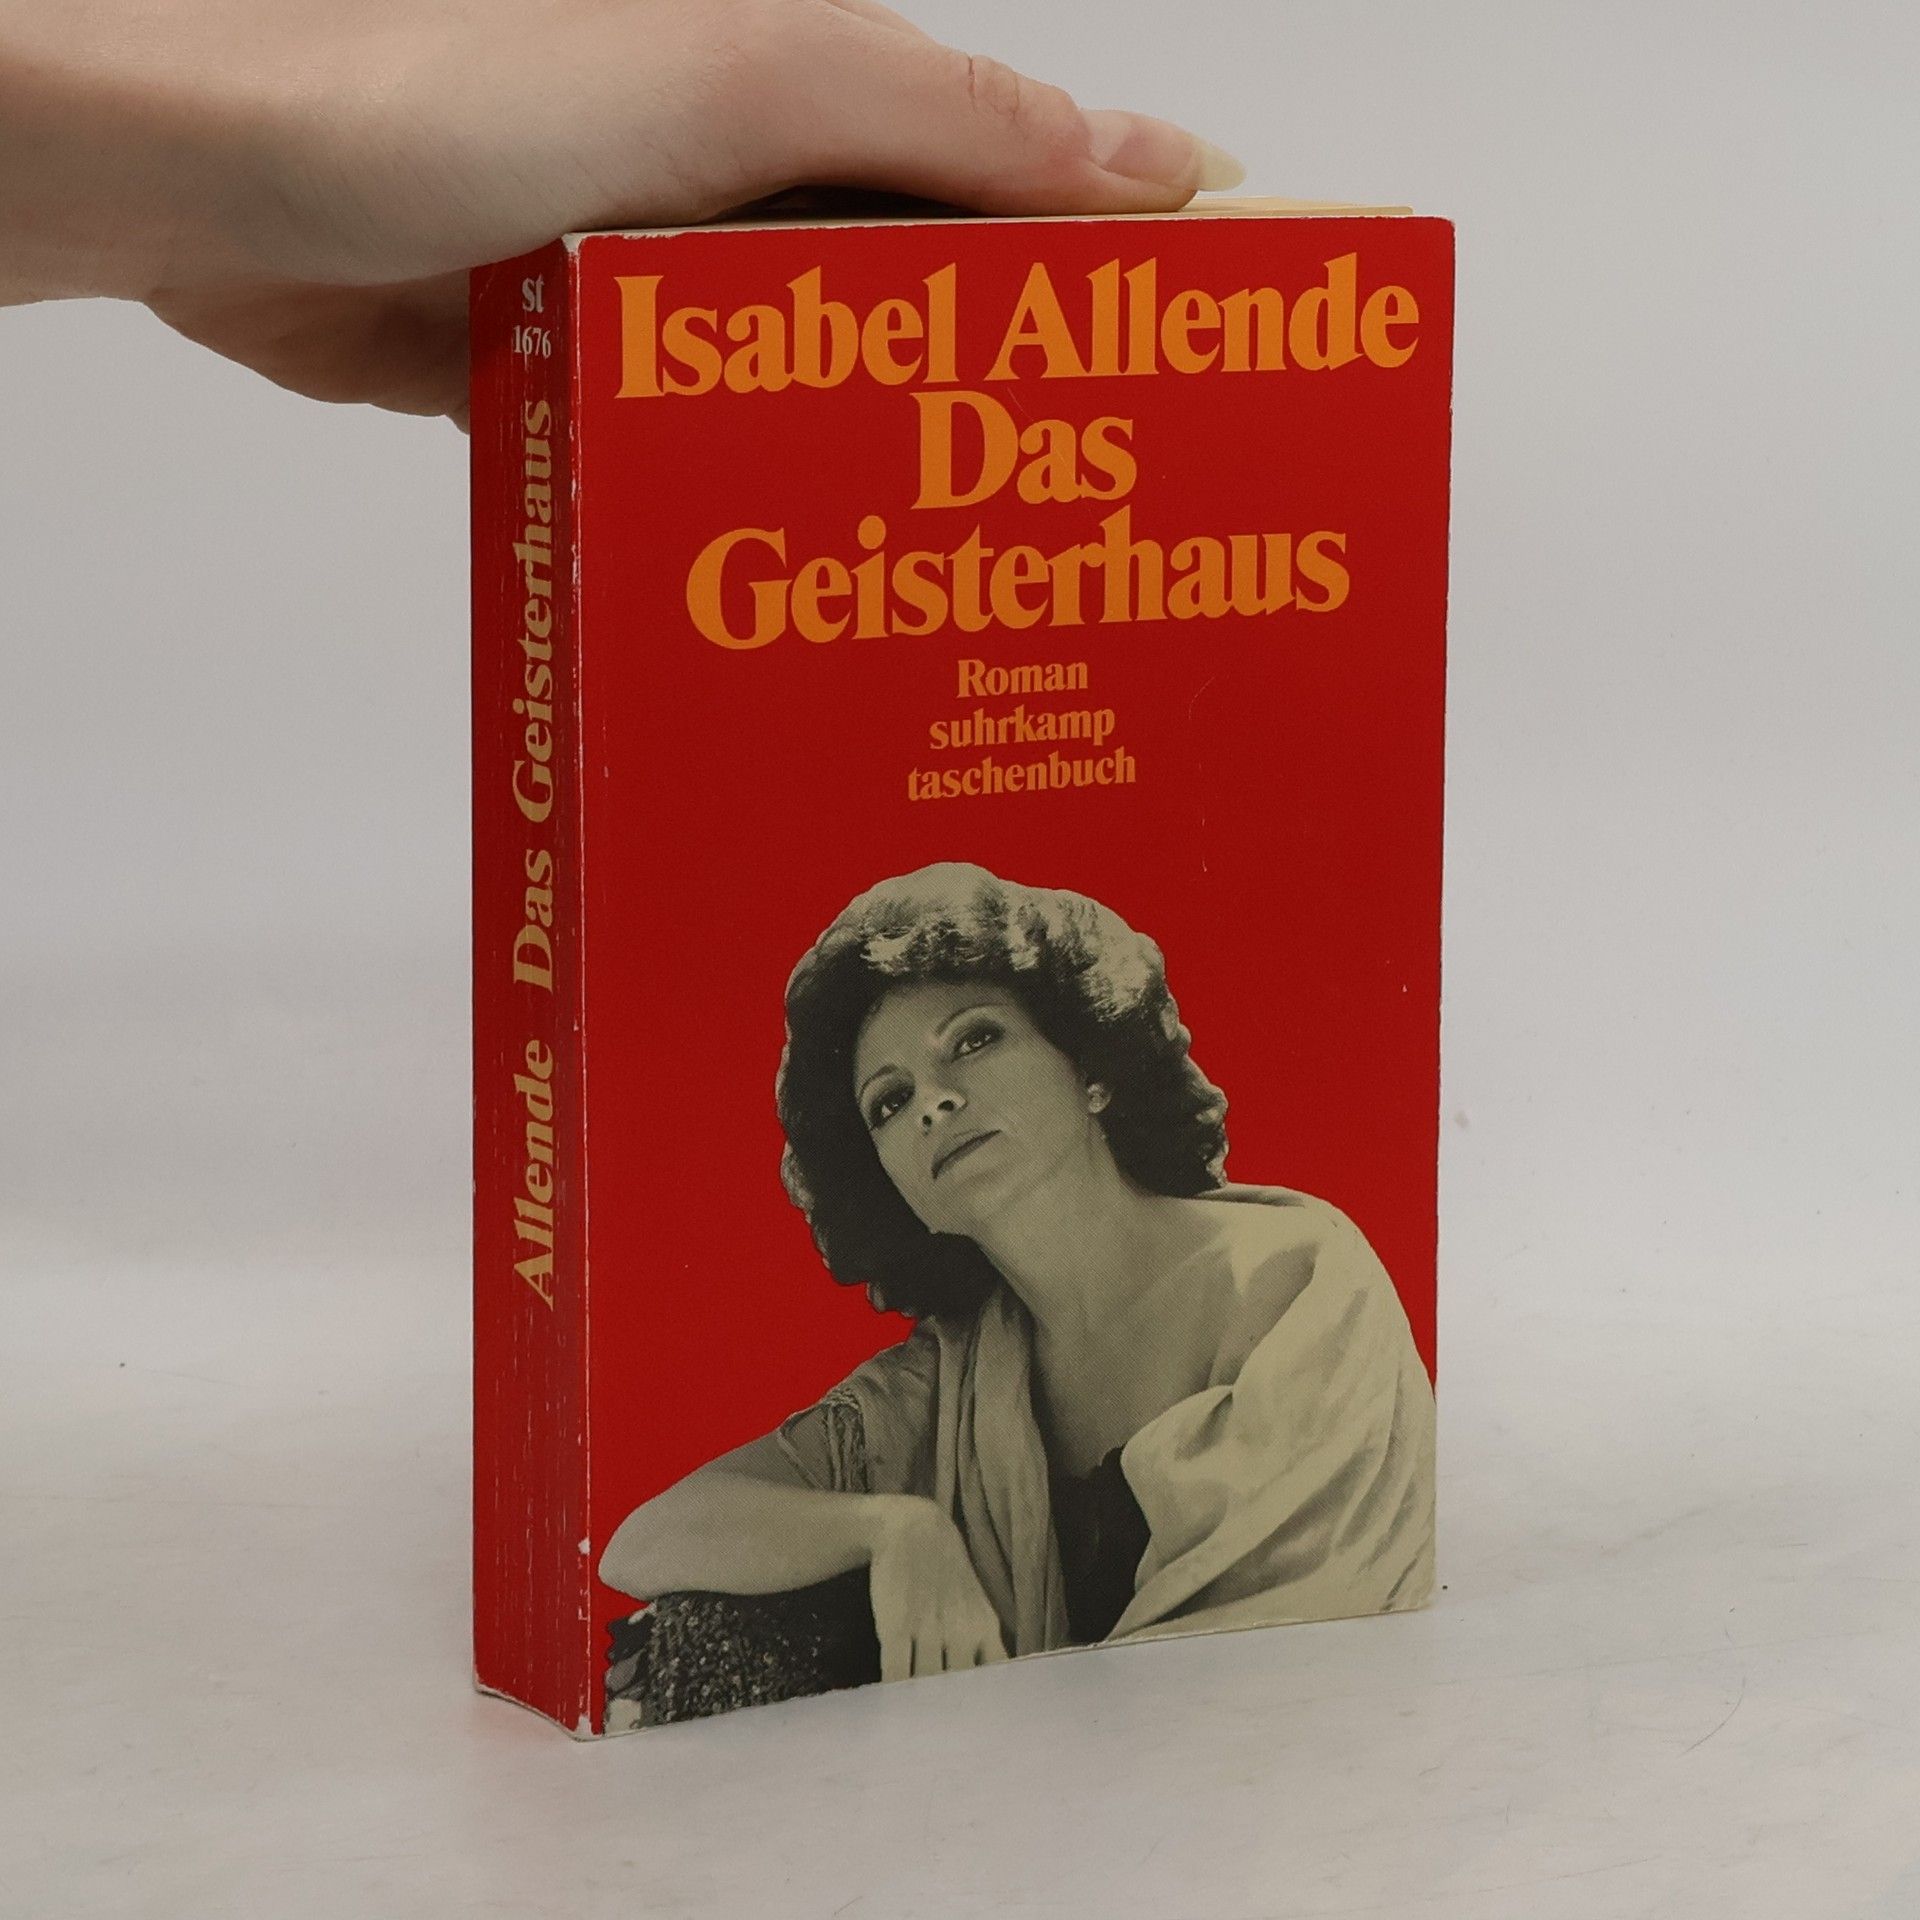 st
1676
Allende Das Geisterhaus
Isabel Allende
Das
Geisterhaus
Roman
suhrkamp
taschenbuch